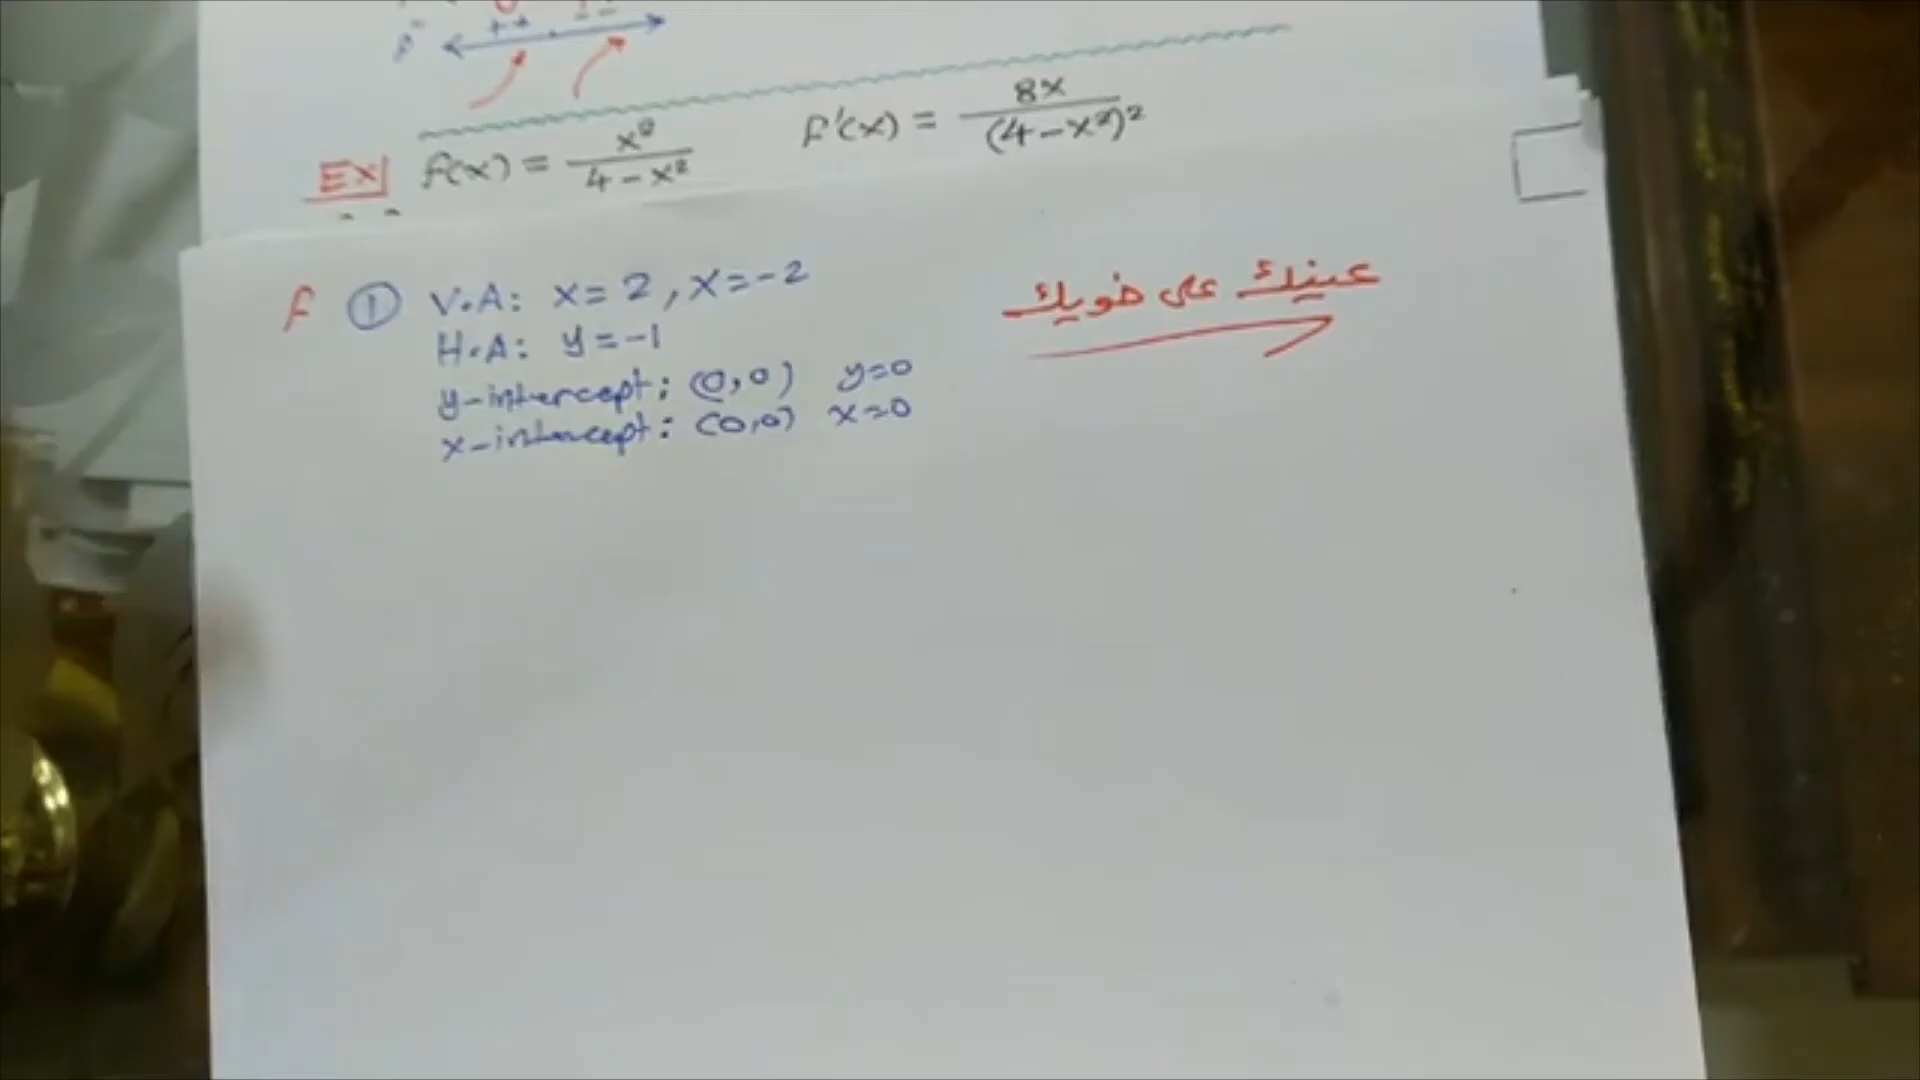 ++ --
EX f(x) = x²/(4-x²) f'(x) = 8x/(4-x²)²
f ① V.A: x=2, x=-2
H.A: y=-1
y-intercept: (0,0) y=0
x-intercept: (0,0) x=0
عينك على ضويك